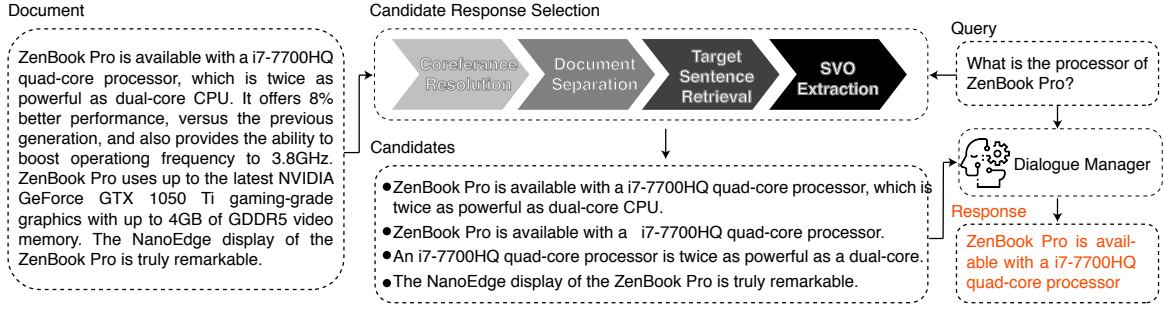 Document
ZenBook Pro is available with a i7-7700HQ
quad-core processor, which is twice as
powerful as dual-core CPU. It offers 8%
better performance, versus the previous
generation, and also provides the ability to
boost operationg frequency to 3.8GHz.
ZenBook Pro uses up to the latest NVIDIA
GeForce GTX 1050 Ti gaming-grade
graphics with up to 4GB of GDDR5 video
memory. The NanoEdge display of the
ZenBook Pro is truly remarkable.
Candidate Response Selection
Coreferance
Resolution
Document
Separation
Target
Sentence
Retrieval
SVO
Extraction
Candidates
●ZenBook Pro is available with a i7-7700HQ quad-core processor, which is
twice as powerful as dual-core CPU.
●ZenBook Pro is available with a i7-7700HQ quad-core processor.
●An i7-7700HQ quad-core processor is twice as powerful as a dual-core.
●The NanoEdge display of the ZenBook Pro is truly remarkable.
Query
What is the processor of
ZenBook Pro?
Dialogue Manager
Response
ZenBook Pro is avail-
able with a i7-7700HQ
quad-core processor